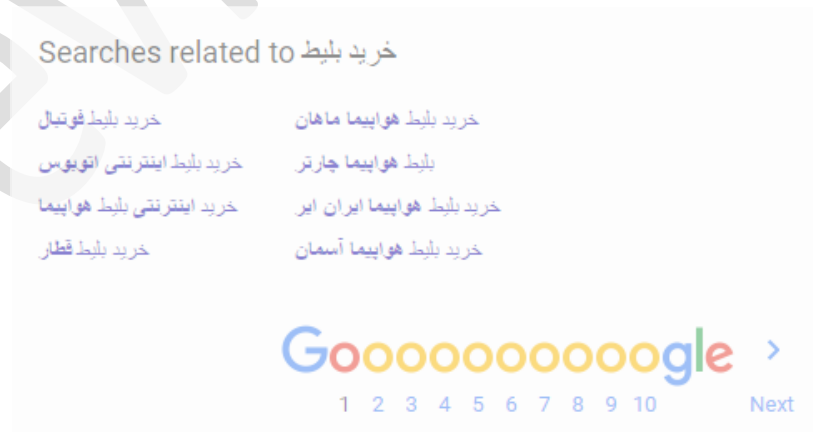 Searches related to خرید بلیط
خرید بلیط فوتبال
خرید بلیط اینترنتی اتوبوس
خرید اینترنتی بلیط هواپیما
خرید بلیط قطار
خرید بلیط هواپیما ماهان
بلیط هواپیما چارتر
خرید بلیط هواپیما ایران ایر
خرید بلیط هواپیما آسمان
Goooooooooogle >
1 2 3 4 5 6 7 8 9 10 Next